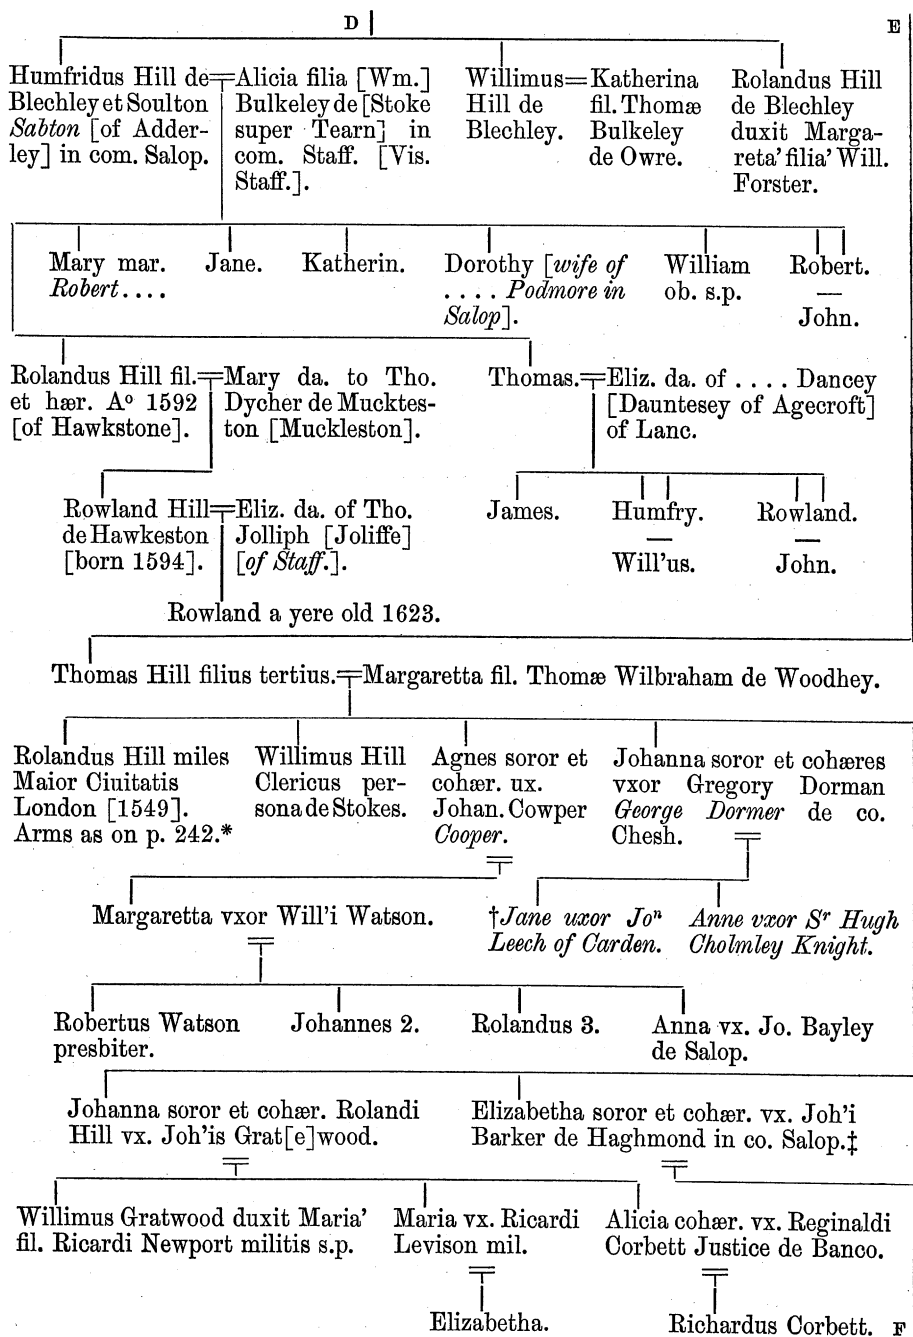 D
E
Humfridus Hill de
Blechley et Soulton
Sabton [of Adder-
ley] in com. Salop.
Alicia filia [Wm.]
Bulkeley de [Stoke
super Tearn] in
com. Staff. [Vis.
Staff.].
Willimus
Hill de
Blechley.
Katherina
fil. Thomæ
Bulkeley
de Owre.
Rolandus Hill
de Blechley
duxit Marga-
reta' filia' Will.
Forster.
Mary mar.
Robert....
Jane.
Katherin.
Dorothy [wife of
.... Podmore in
Salop].
William
ob. s.p.
Robert.
—
John.
Rolandus Hill fil.
et hær. Aº 1592
[of Hawkstone].
Mary da. to Tho.
Dycher de Muckles-
ton [Muckleston].
Thomas.
Eliz. da. of .... Dancey
[Dauntesey of Agecroft]
of Lanc.
Rowland Hill
de Hawkeston
[born 1594].
Eliz. da. of Tho.
Jolliph [Joliffe]
[of Staff.].
James.
Humfry.
—
Will'us.
Rowland.
—
John.
Rowland a yere old 1623.
Thomas Hill filius tertius.
Margaretta fil. Thomæ Wilbraham de Woodhey.
Rolandus Hill miles
Maior Ciuitatis
London [1549].
Arms as on p. 242.*
Willimus Hill
Clericus per-
sona de Stokes.
Agnes soror et
cohær. ux.
Johan. Cowper
Cooper.
Johanna soror et cohæres
vxor Gregory Dorman
George Dormer de co.
Chesh.
Margaretta vxor Will'i Watson.
†Jane uxor Joⁿ
Leech of Carden.
Anne vxor Sʳ Hugh
Cholmley Knight.
Robertus Watson
presbiter.
Johannes 2.
Rolandus 3.
Anna vx. Jo. Bayley
de Salop.
Johanna soror et cohær. Rolandi
Hill vx. Joh'is Grat[e]wood.
Elizabetha soror et cohær. vx. Joh'i
Barker de Haghmond in co. Salop.‡
Willimus Gratwood duxit Maria'
fil. Ricardi Newport militis s.p.
Maria vx. Ricardi
Levison mil.
Alicia cohær. vx. Reginaldi
Corbett Justice de Banco.
Elizabetha.
Richardus Corbett.
F